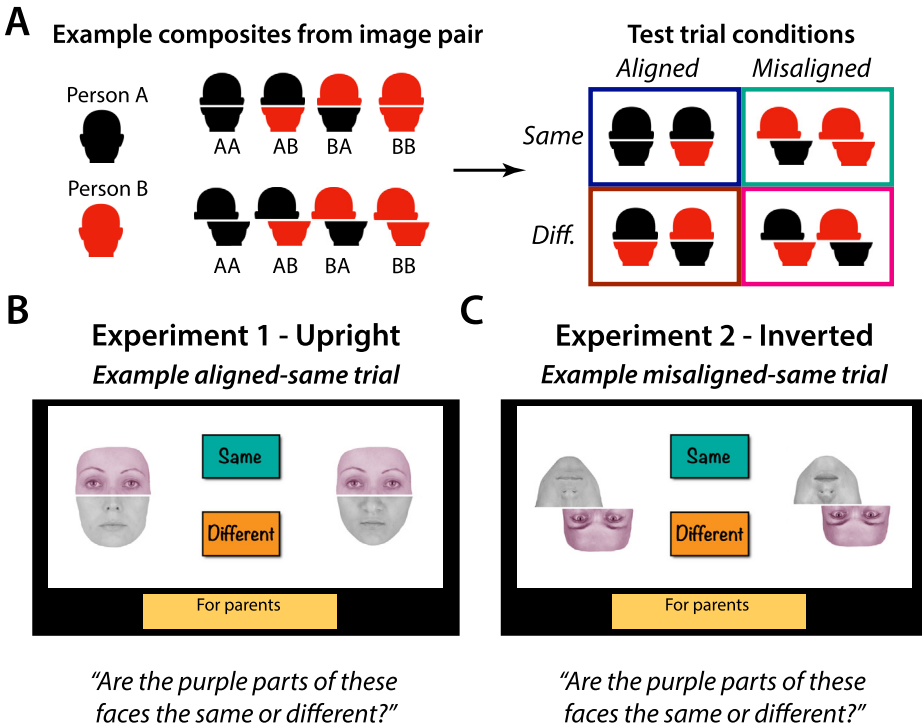 A
Example composites from image pair
Test trial conditions
Aligned Misaligned
Person A
AA AB BA BB
Same
Person B
Diff.
AA AB BA BB
B
Experiment 1 - Upright
Example aligned-same trial
Same
Different
For parents
“Are the purple parts of these
faces the same or different?”
C
Experiment 2 - Inverted
Example misaligned-same trial
Same
Different
For parents
“Are the purple parts of these
faces the same or different?”